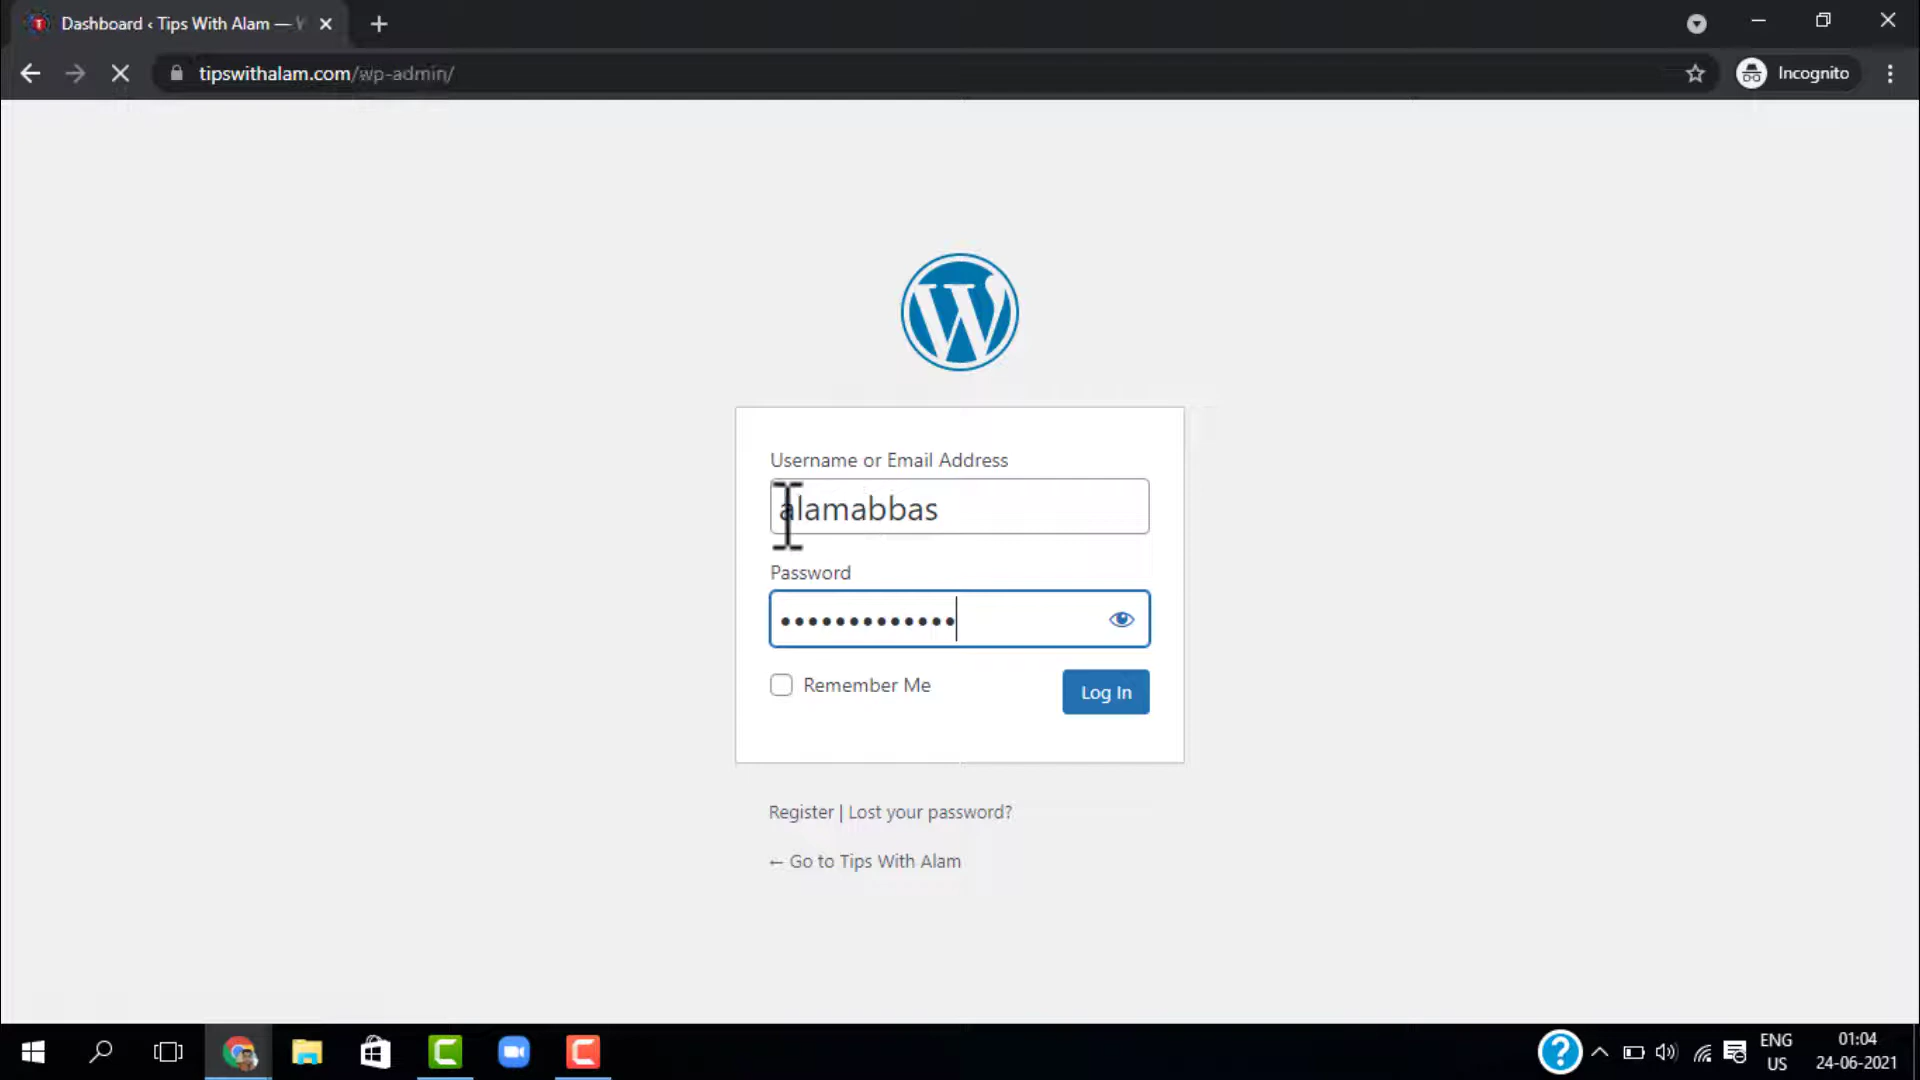 Dashboard ‹ Tips With Alam —
tipswithalam.com/wp-admin/
Incognito
Username or Email Address
alamabbas
Password
•••••••••••••
Remember Me
Log In
Register | Lost your password?
← Go to Tips With Alam
ENG
US
01:04
24-06-2021